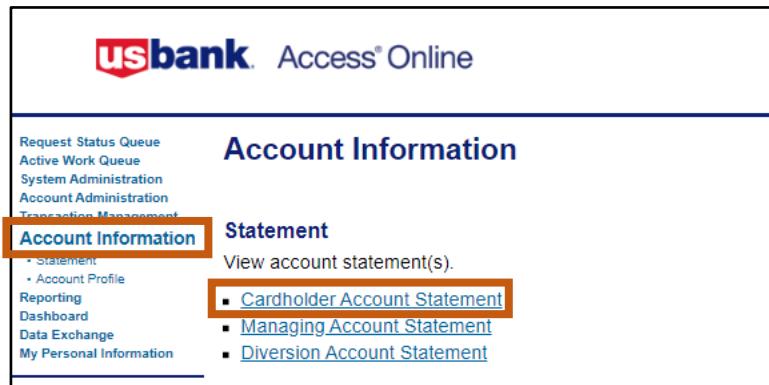 usbank. Access® Online
Request Status Queue
Active Work Queue
System Administration
Account Administration
Transaction Management
Account Information
• Statement
• Account Profile
Reporting
Dashboard
Data Exchange
My Personal Information
Account Information
Statement
View account statement(s).
▪ Cardholder Account Statement
▪ Managing Account Statement
▪ Diversion Account Statement